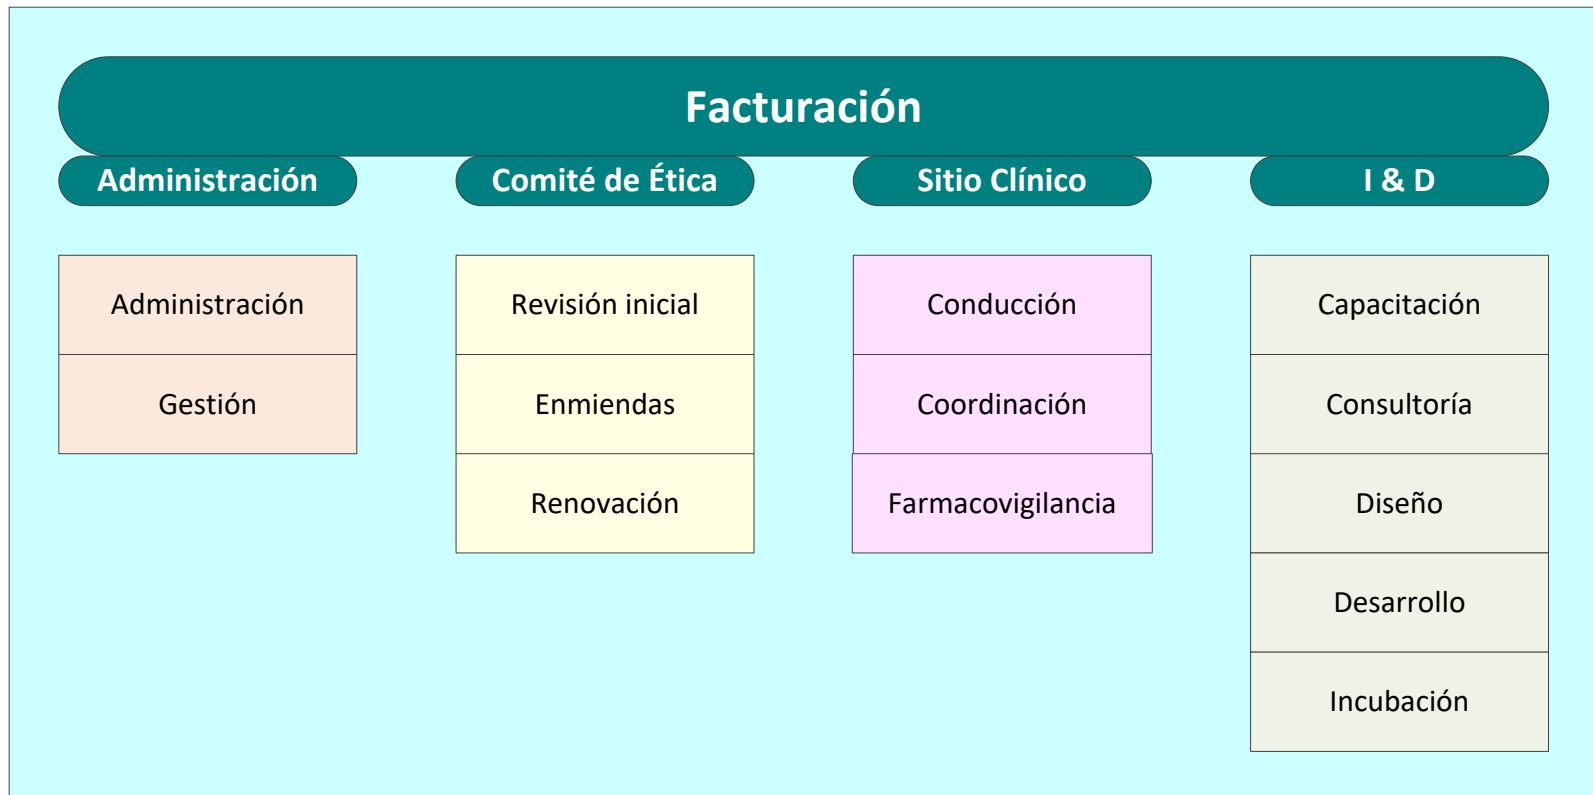 Facturación
Administración
Comité de Ética
Sitio Clínico
I & D
Administración
Revisión inicial
Conducción
Capacitación
Gestión
Enmiendas
Coordinación
Consultoría
Renovación
Farmacovigilancia
Diseño
Desarrollo
Incubación